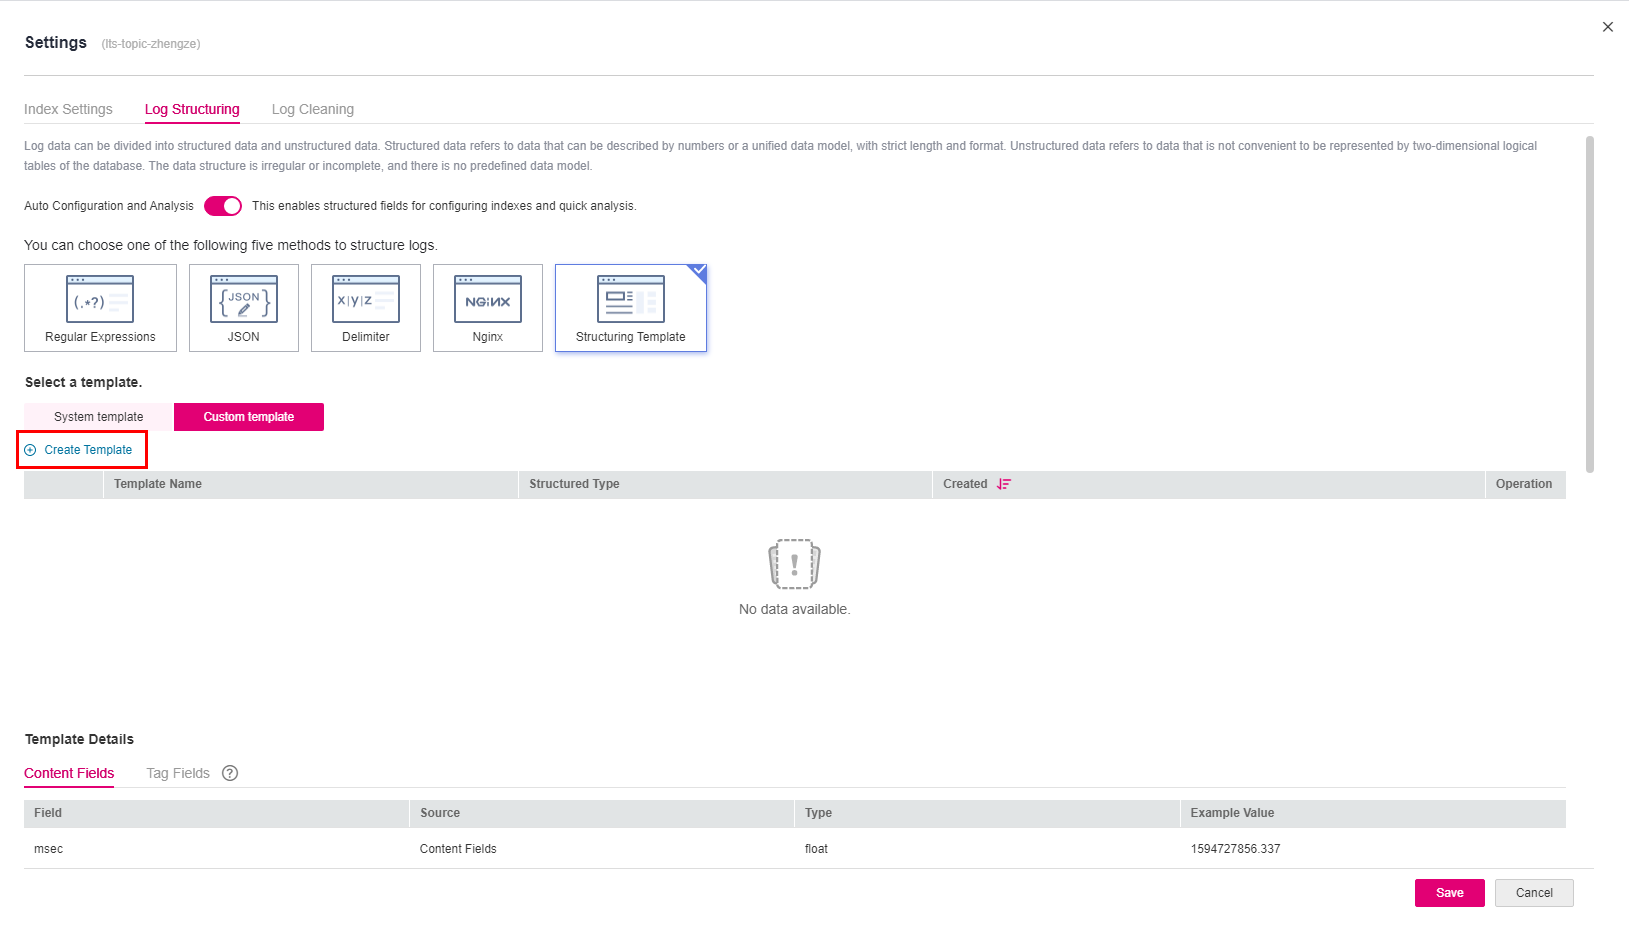 Settings (lts-topic-zhengze)
Index Settings Log Structuring Log Cleaning
Log data can be divided into structured data and unstructured data. Structured data refers to data that can be described by numbers or a unified data model, with strict length and format. Unstructured data refers to data that is not convenient to be represented by two-dimensional logical
tables of the database. The data structure is irregular or incomplete, and there is no predefined data model.
Auto Configuration and Analysis This enables structured fields for configuring indexes and quick analysis.
You can choose one of the following five methods to structure logs.
(.*?) {JSON} X|y|Z NGiNX
Regular Expressions JSON Delimiter Nginx Structuring Template
Select a template.
System template Custom template
Create Template
Template Name Structured Type Created Operation
No data available.
Template Details
Content Fields Tag Fields ?
Field Source Type Example Value
msec Content Fields float 1594727856.337
Save Cancel